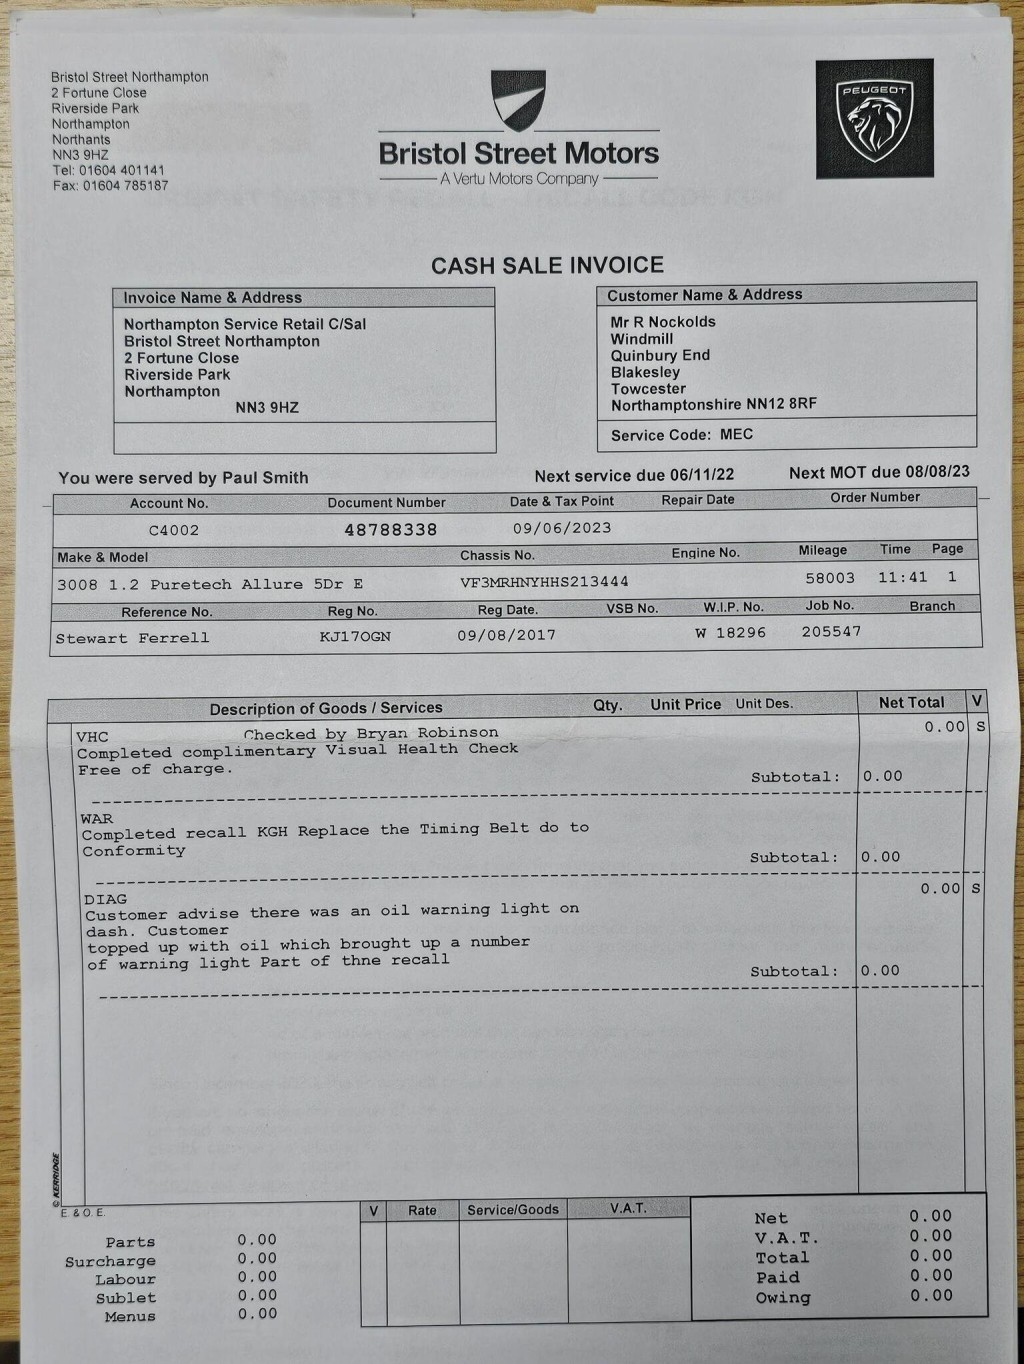 Bristol Street Northampton
2 Fortune Close
Riverside Park
Northampton
Northants
NN3 9HZ
Tel: 01604 401141
Fax: 01604 785187
Bristol Street Motors
A Vertu Motors Company
PEUGEOT
CASH SALE INVOICE
Invoice Name & Address
Northampton Service Retail C/Sal
Bristol Street Northampton
2 Fortune Close
Riverside Park
Northampton
NN3 9HZ
Customer Name & Address
Mr R Nockolds
Windmill
Quinbury End
Blakesley
Towcester
Northamptonshire NN12 8RF
Service Code: MEC
You were served by Paul Smith Next service due 06/11/22 Next MOT due 08/08/23
Account No. Document Number Date & Tax Point Repair Date Order Number
C4002 48788338 09/06/2023
Make & Model Chassis No. Engine No. Mileage Time Page
3008 1.2 Puretech Allure 5Dr E VF3MRHNYHHS213444 58003 11:41 1
Reference No. Reg No. Reg Date. VSB No. W.I.P. No. Job No. Branch
Stewart Ferrell KJ17OGN 09/08/2017 W 18296 205547
Description of Goods / Services Qty. Unit Price Unit Des. Net Total V
VHC Checked by Bryan Robinson 0.00 S
Completed complimentary Visual Health Check
Free of charge.
Subtotal: 0.00
WAR
Completed recall KGH Replace the Timing Belt do to
Conformity
Subtotal: 0.00
DIAG 0.00 S
Customer advise there was an oil warning light on
dash. Customer
topped up with oil which brought up a number
of warning light Part of thne recall
Subtotal: 0.00
© KERRIDGE
E. & O. E.
Parts 0.00
Surcharge 0.00
Labour 0.00
Sublet 0.00
Menus 0.00
V Rate Service/Goods V.A.T.
Net 0.00
V.A.T. 0.00
Total 0.00
Paid 0.00
Owing 0.00